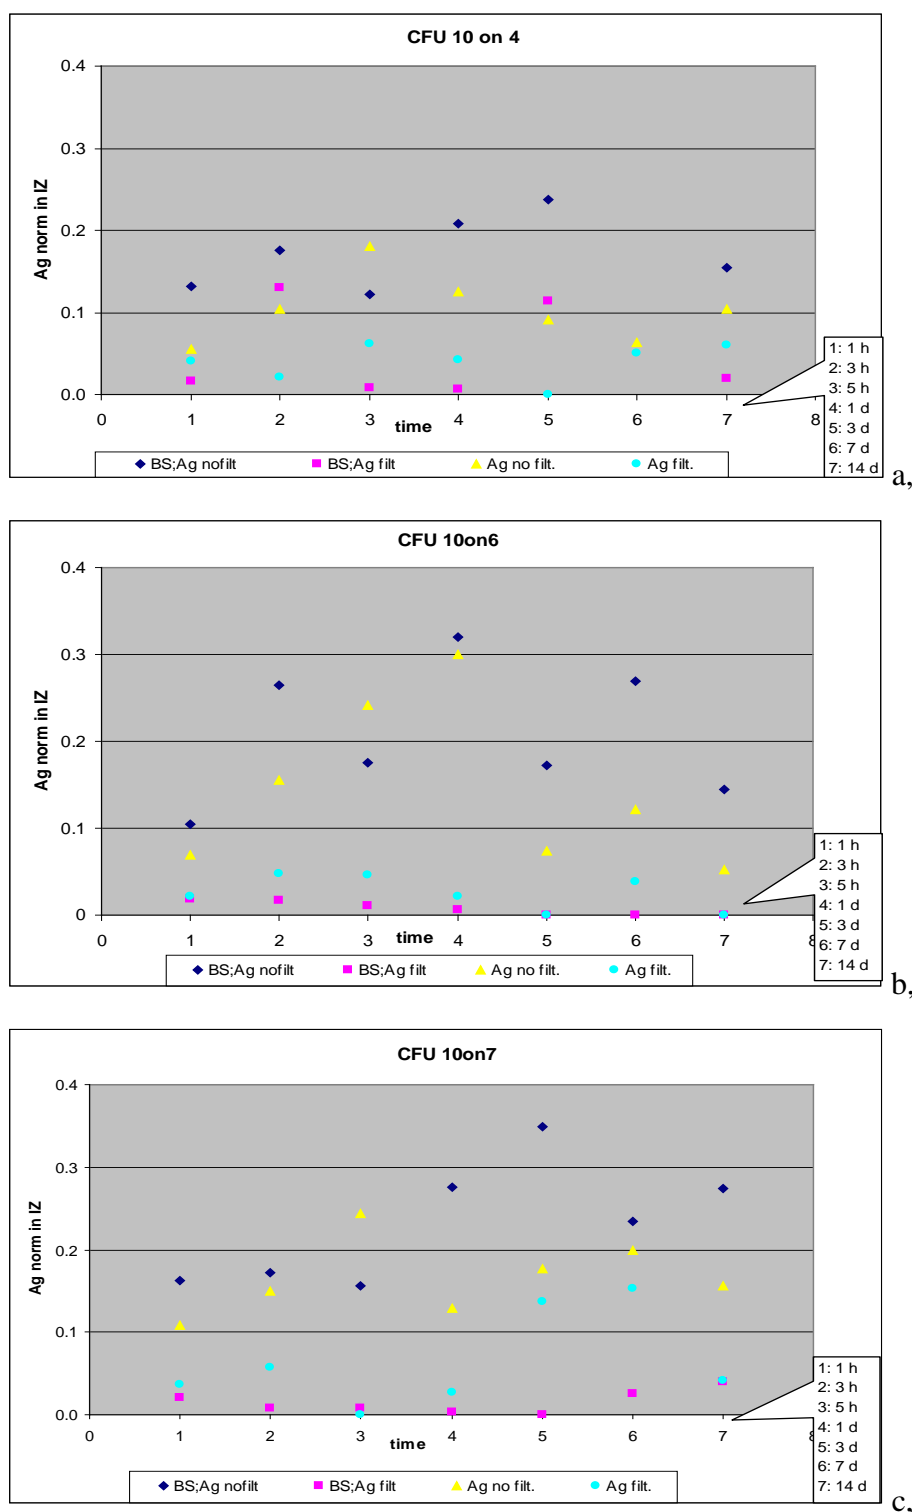 CFU 10 on 4
0.4
0.3
0.2
0.1
0.0
Ag norm in IZ
0 1 2 3 4 5 6 7 8
time
1: 1 h
2: 3 h
3: 5 h
4: 1 d
5: 3 d
6: 7 d
7: 14 d
BS;Ag nofilt BS;Ag filt Ag no filt. Ag filt.
a,
CFU 10on6
0.4
0.3
0.2
0.1
0
Ag norm in IZ
0 1 2 3 4 5 6 7 8
time
1: 1 h
2: 3 h
3: 5 h
4: 1 d
5: 3 d
6: 7 d
7: 14 d
BS;Ag nofilt BS;Ag filt Ag no filt. Ag filt.
b,
CFU 10on7
0.4
0.3
0.2
0.1
0.0
Ag norm in IZ
0 1 2 3 4 5 6 7 8
time
1: 1 h
2: 3 h
3: 5 h
4: 1 d
5: 3 d
6: 7 d
7: 14 d
BS;Ag nofilt BS;Ag filt Ag no filt. Ag filt.
c,